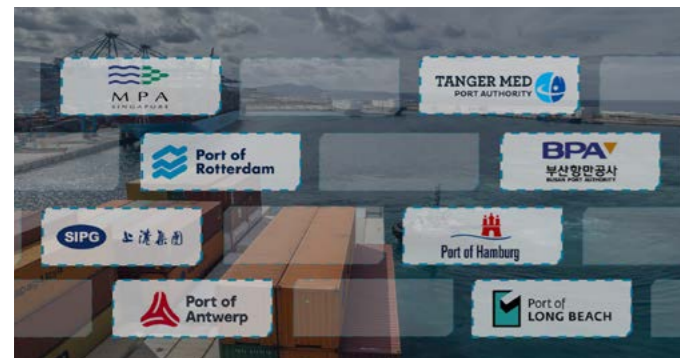 MPA
SINGAPORE
TANGER MED
PORT AUTHORITY
Port of
Rotterdam
BPA
부산항만공사
BUSAN PORT AUTHORITY
SIPG 上港集团
Port of Hamburg
Port of
Antwerp
Port of
LONG BEACH